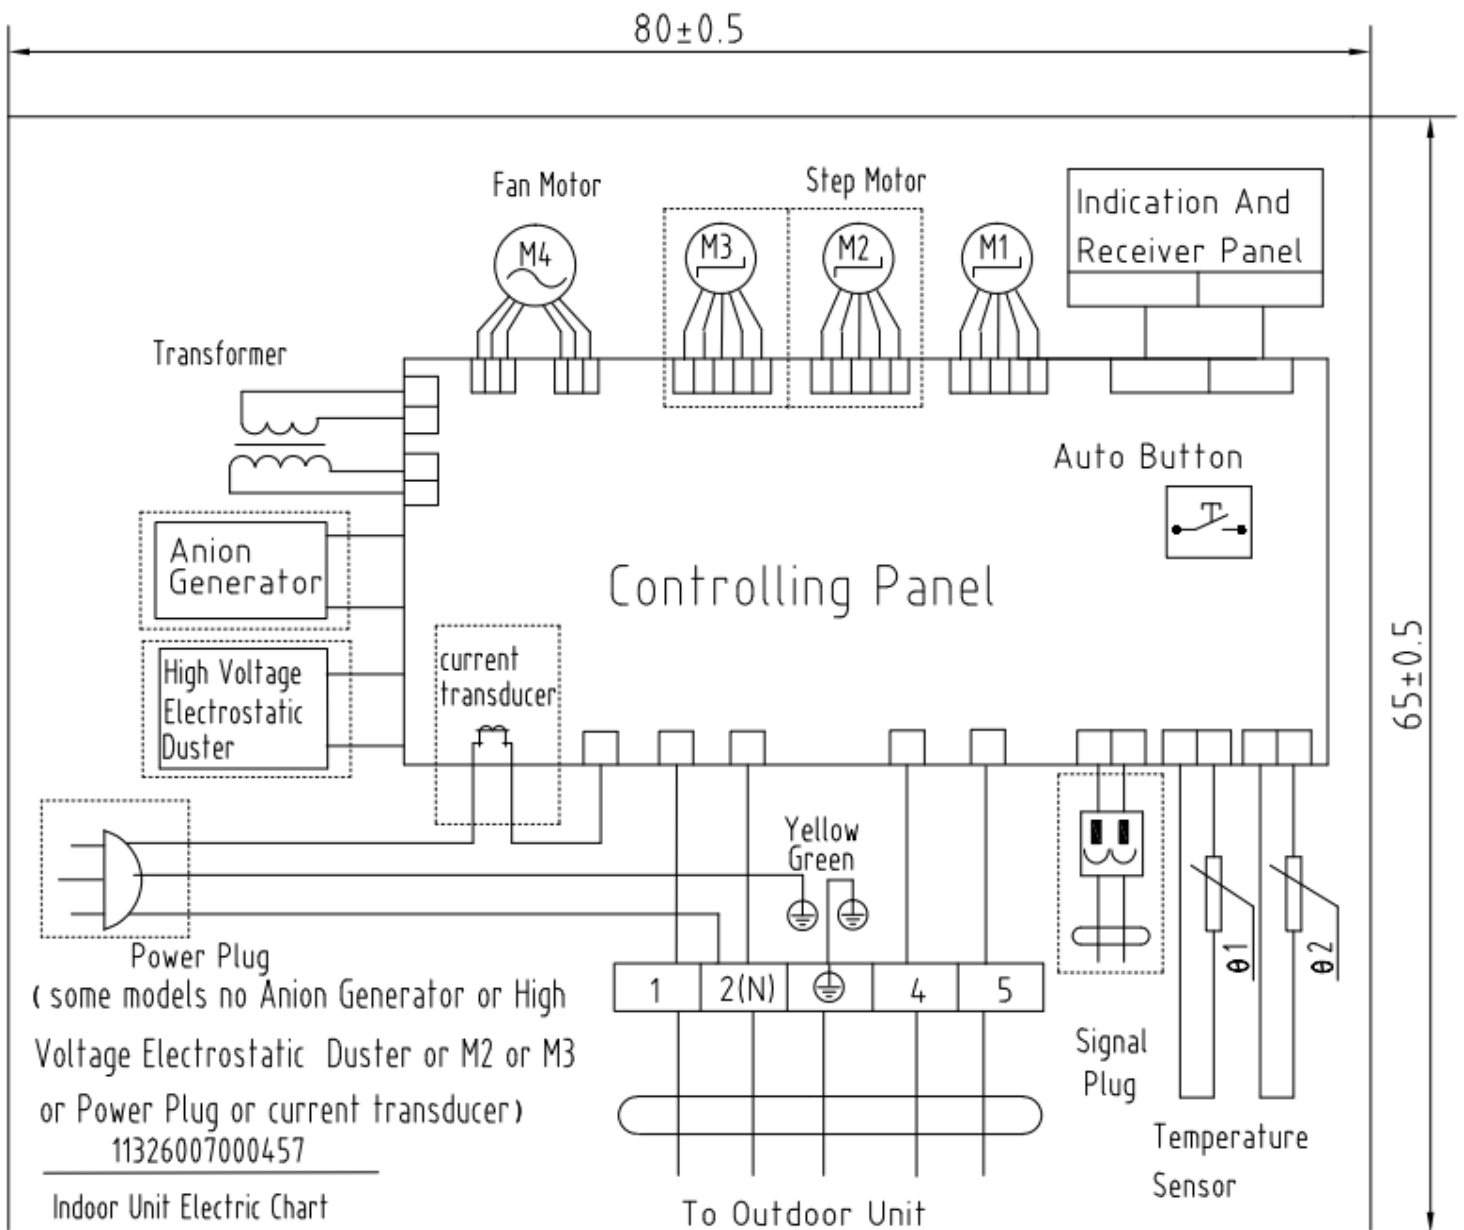 80±0.5
Fan Motor
Step Motor
Indication And
Receiver Panel
M4
M3
M2
M1
Transformer
Auto Button
Anion
Generator
Controlling Panel
65±0.5
current
transducer
High Voltage
Electrostatic
Duster
Yellow
Green
Power Plug
θ1
θ2
1
2(N)
4
5
( some models no Anion Generator or High
Voltage Electrostatic Duster or M2 or M3
or Power Plug or current transducer)
11326007000457
Indoor Unit Electric Chart
To Outdoor Unit
Signal
Plug
Temperature
Sensor